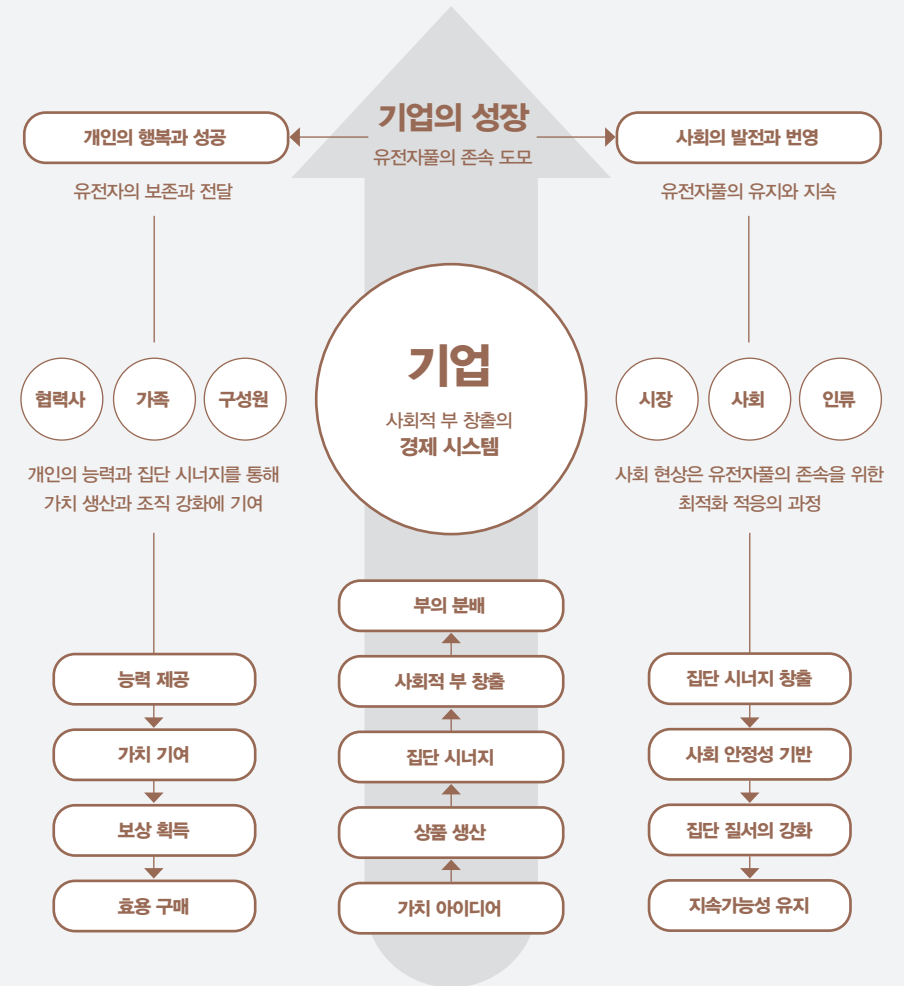 기업의 성장
유전자풀의 존속 도모
개인의 행복과 성공
유전자의 보존과 전달
사회의 발전과 번영
유전자풀의 유지와 지속
협력사
가족
구성원
개인의 능력과 집단 시너지를 통해
가치 생산과 조직 강화에 기여
기업
사회적 부 창출의
경제 시스템
시장
사회
인류
사회 현상은 유전자풀의 존속을 위한
최적화 적응의 과정
능력 제공
가치 기여
보상 획득
효용 구매
부의 분배
사회적 부 창출
집단 시너지
상품 생산
가치 아이디어
집단 시너지 창출
사회 안정성 기반
집단 질서의 강화
지속가능성 유지